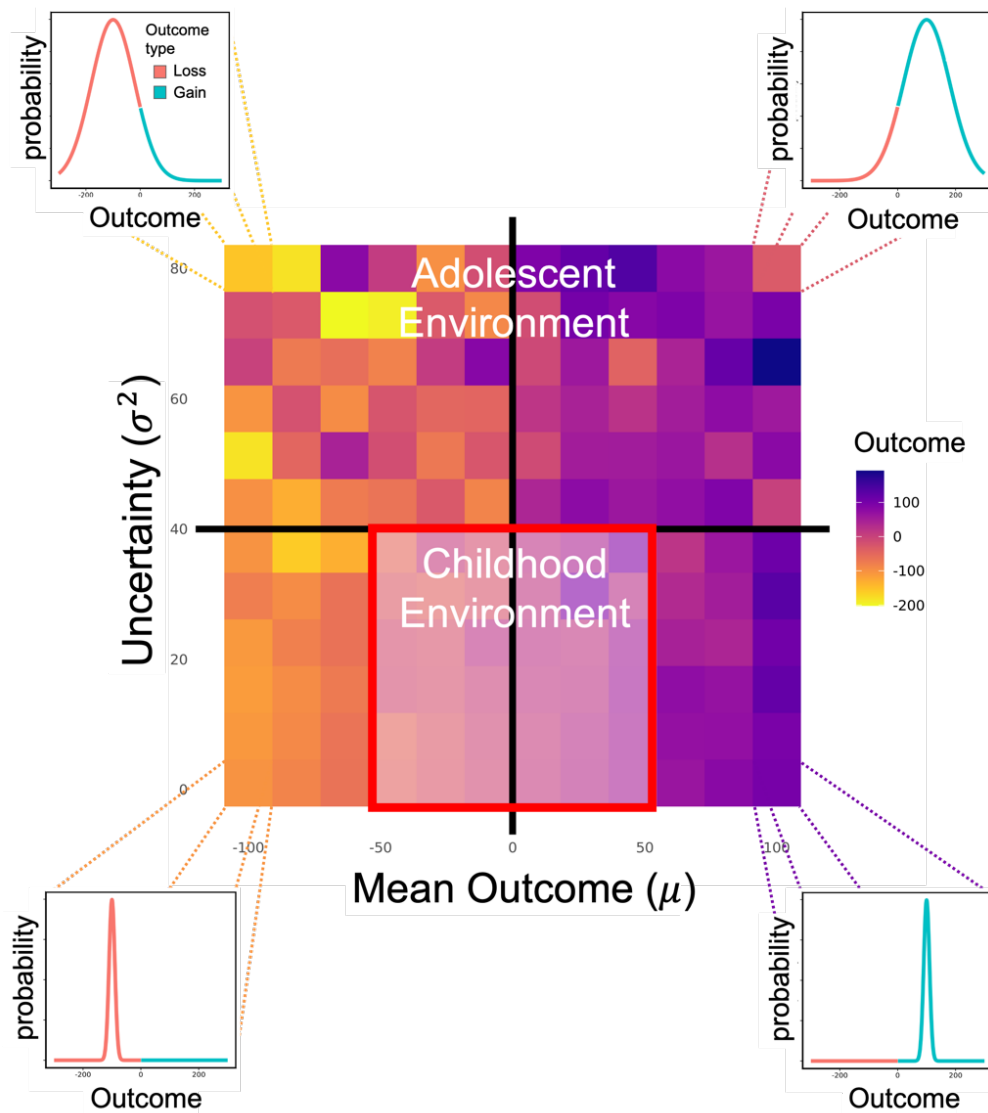 probability
Outcome
type
Loss
Gain
-200
0
200
Outcome
probability
-200
0
200
Outcome
Adolescent
Environment
Childhood
Environment
Uncertainty (σ²)
80
60
40
20
0
-100
-50
0
50
100
Mean Outcome (μ)
Outcome
100
0
-100
-200
probability
-200
0
200
Outcome
probability
-200
0
200
Outcome